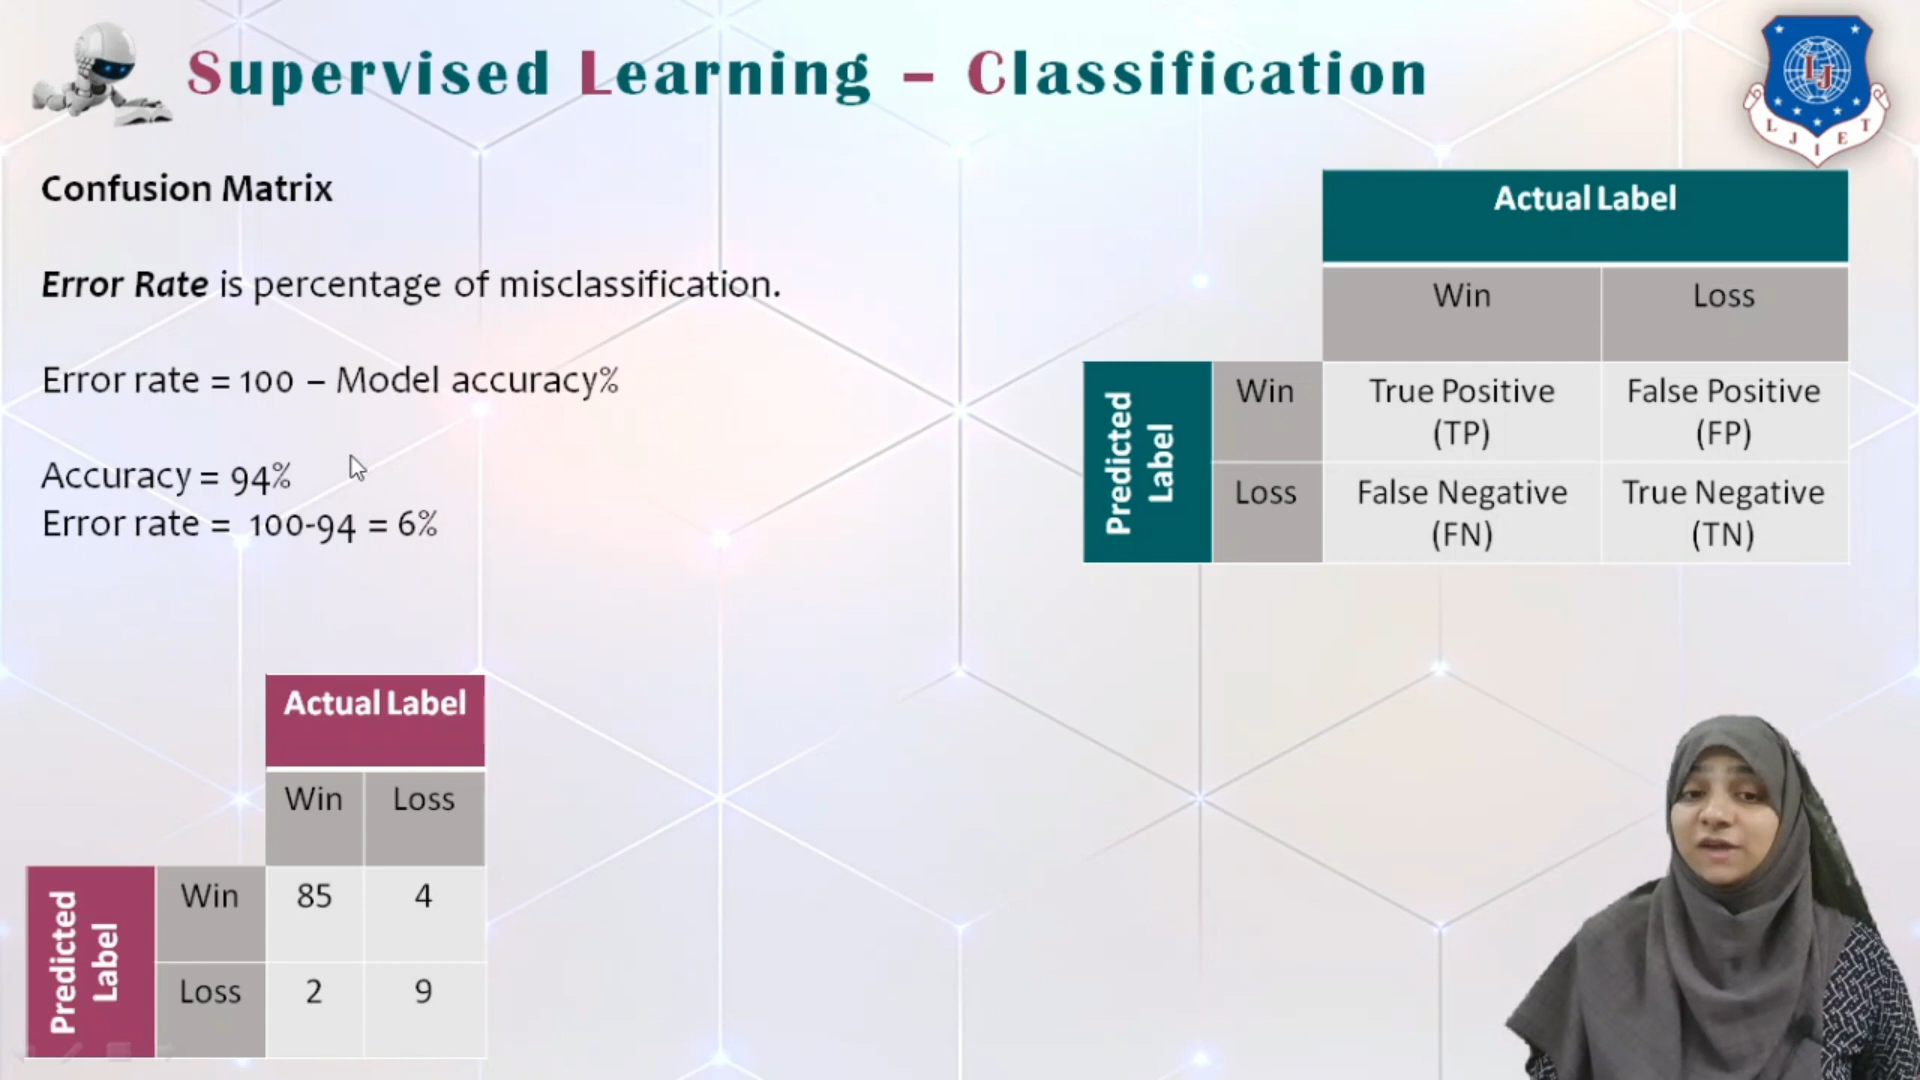 Supervised Learning – Classification
L J I E T
LJ
Confusion Matrix
Error Rate is percentage of misclassification.
Error rate = 100 – Model accuracy%
Accuracy = 94%
Error rate = 100-94 = 6%
Actual Label
Win Loss
Predicted
Label
Win True Positive False Positive
(TP) (FP)
Loss False Negative True Negative
(FN) (TN)
Actual Label
Win Loss
Predicted
Label
Win 85 4
Loss 2 9